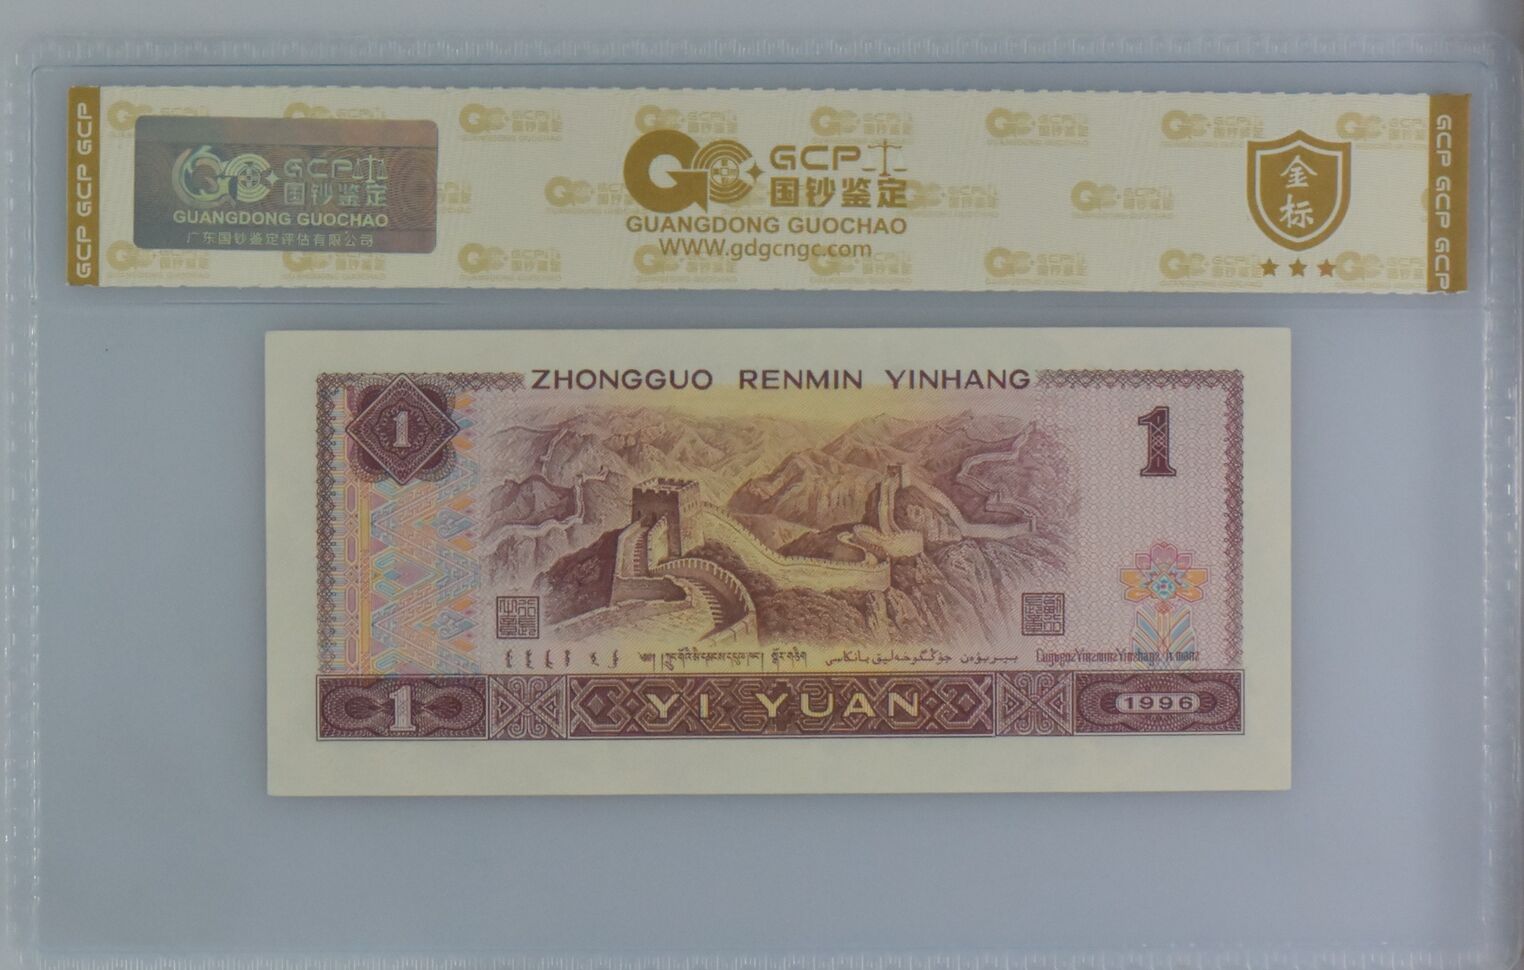 GCP GCP GCP
GCP
国钞鉴定
GUANGDONG GUOCHAO
广东国钞鉴定评估有限公司
GCP
国钞鉴定
GUANGDONG GUOCHAO
WWW.gdgcngc.com
金标
GCP GCP GCP
ZHONGGUO RENMIN YINHANG
1
1
1
YI YUAN
1996